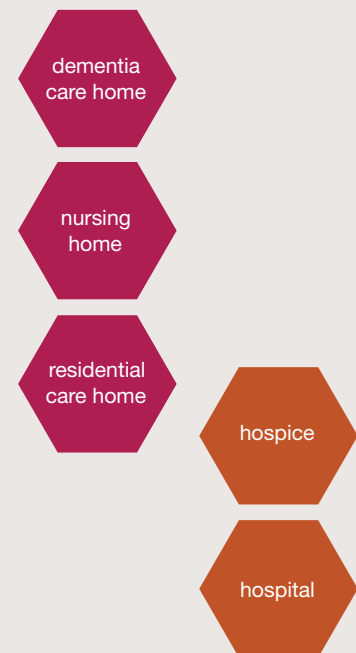 dementia
care home
nursing
home
residential
care home
hospice
hospital